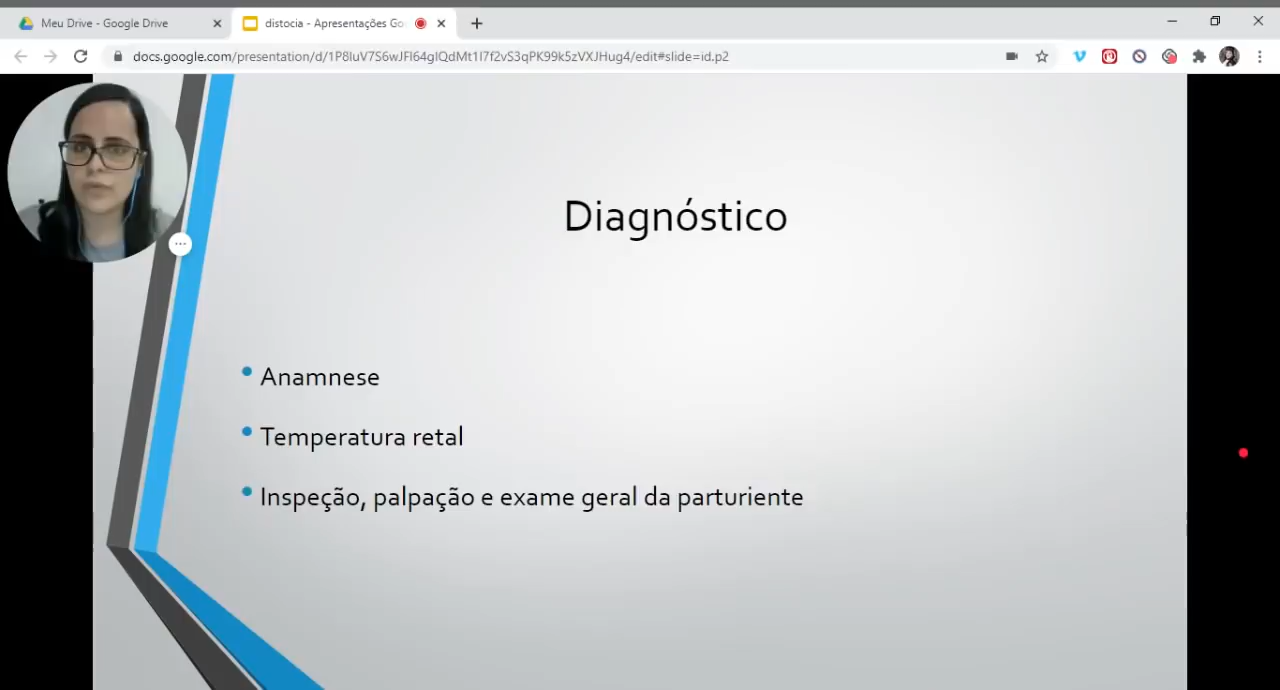 Meu Drive - Google Drive
distocia - Apresentações Go
docs.google.com/presentation/d/1P8IuV7S6wJFI64gIQdMt1I7f2vS3qPK99k5zVXJHug4/edit#slide=id.p2
Diagnóstico
• Anamnese
• Temperatura retal
• Inspeção, palpação e exame geral da parturiente